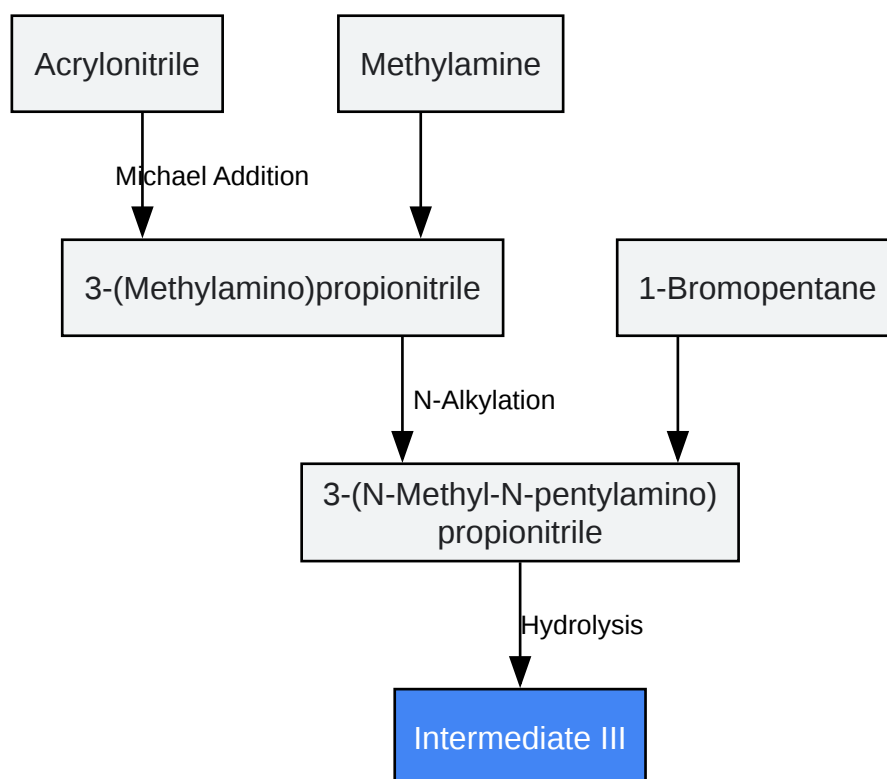 Acrylonitrile
Methylamine
Michael Addition
3-(Methylamino)propionitrile
1-Bromopentane
N-Alkylation
3-(N-Methyl-N-pentylamino)
propionitrile
Hydrolysis
Intermediate III